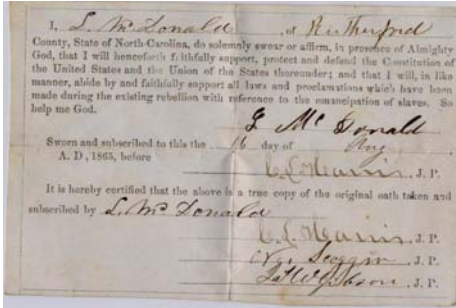 I, L McDonald of Rutherford
County, State of North-Carolina, do solemnly swear or affirm, in presence of Almighty
God, that I will henceforth faithfully support, protect and defend the Constitution of
the United States and the Union of the States thereunder; and that I will, in like
manner, abide by and faithfully support all laws and proclamations which have been
made during the existing rebellion with reference to the emancipation of slaves. So
help me God.
L McDonald
Sworn and subscribed to this the 16 day of Aug
A. D, 1865, before
C. L. Harris, J. P.
It is hereby certified that the above is a true copy of the original oath taken and
subscribed by L. McDonald
C. L. Harris, J. P.
Scoggin, J. P.
Gibson, J. P.